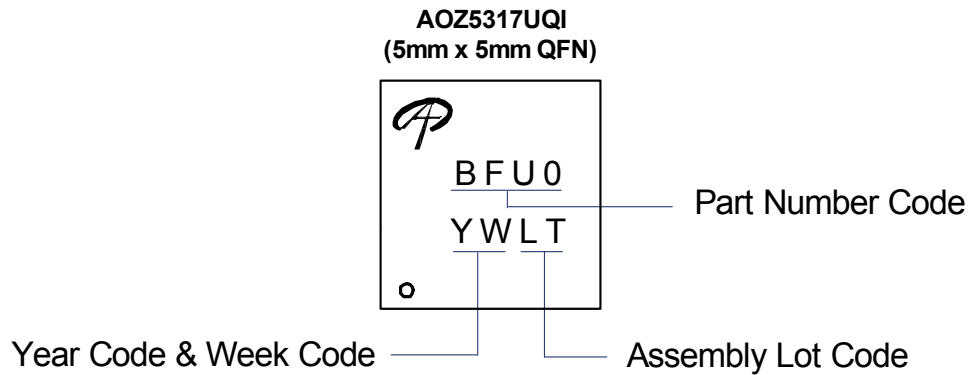 AOZ5317UQI
(5mm x 5mm QFN)
BFU0
YWLT
Part Number Code
Year Code & Week Code
Assembly Lot Code